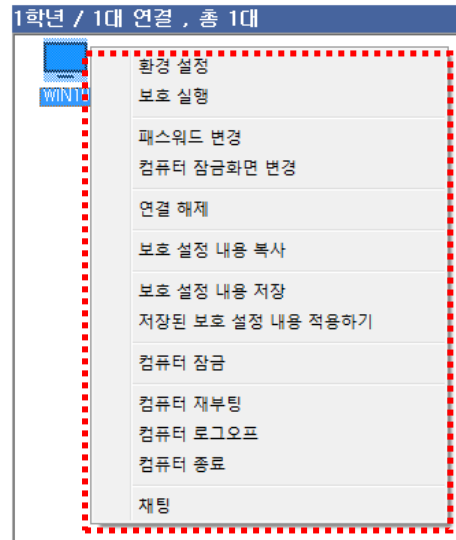 1학년 / 1대 연결 , 총 1대
환경 설정
WIN1
보호 실행
패스워드 변경
컴퓨터 잠금화면 변경
연결 해제
보호 설정 내용 복사
보호 설정 내용 저장
저장된 보호 설정 내용 적용하기
컴퓨터 잠금
컴퓨터 재부팅
컴퓨터 로그오프
컴퓨터 종료
채팅